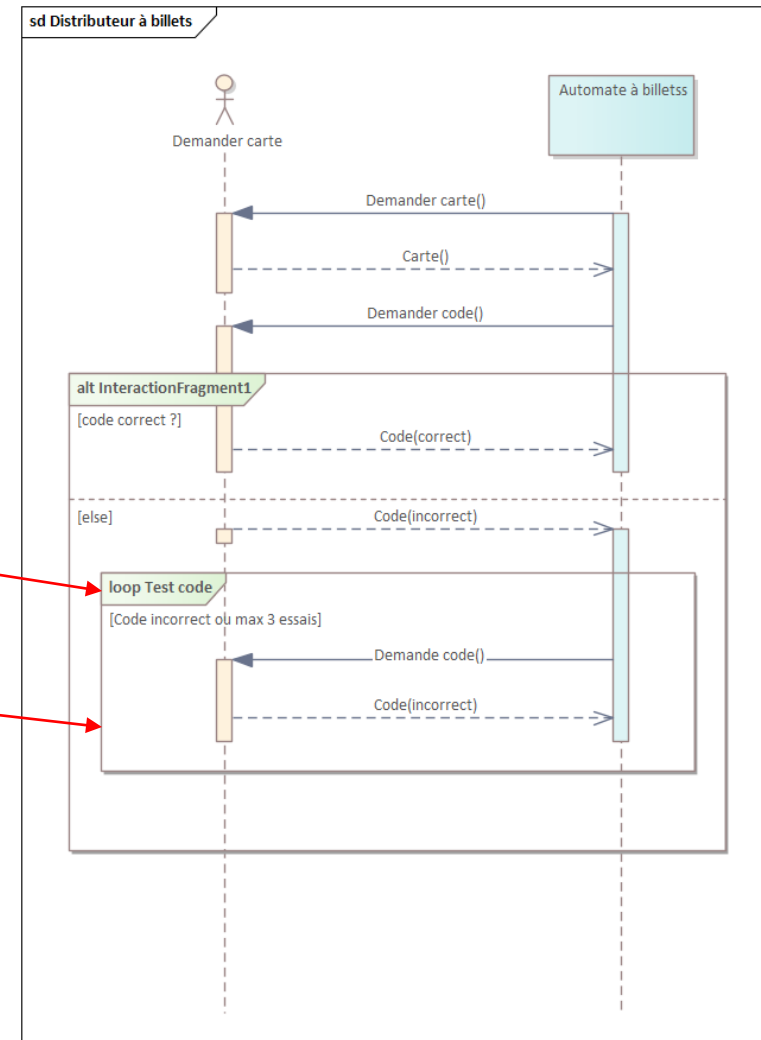 sd Distributeur à billets
Automate à billetss
Demander carte
Demander carte()
Carte()
Demander code()
alt InteractionFragment1
[code correct ?]
Code(correct)
[else]
Code(incorrect)
loop Test code
[Code incorrect ou max 3 essais]
Demande code()
Code(incorrect)